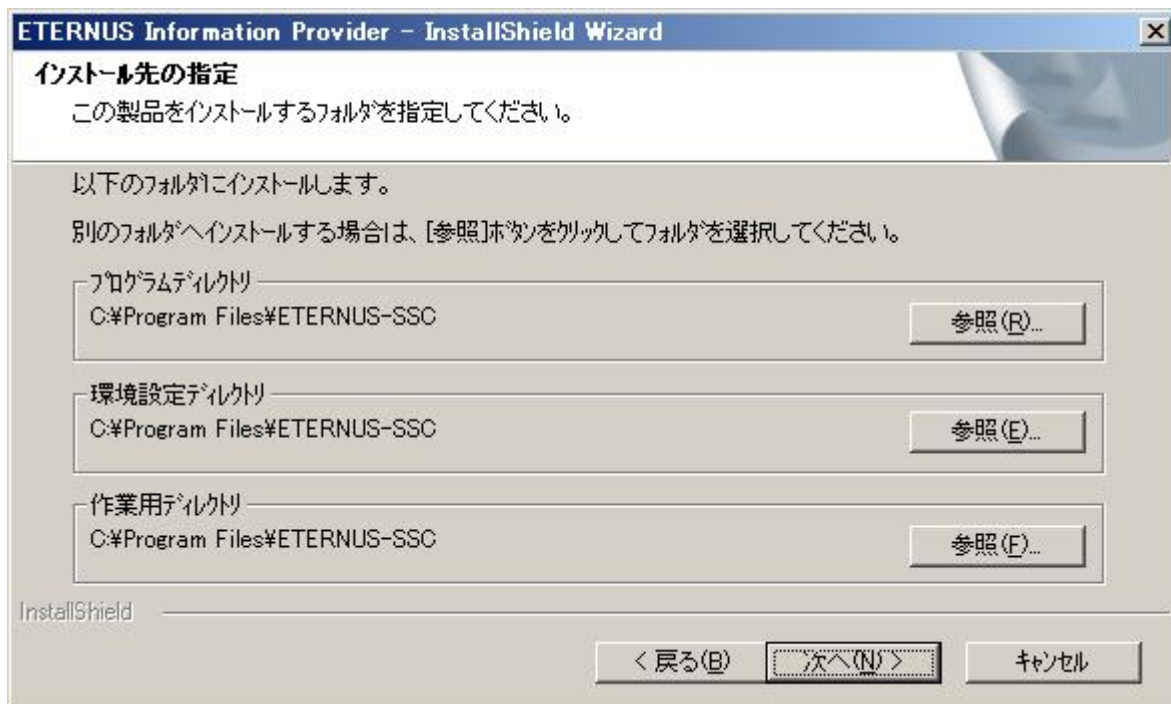 ETERNUS Information Provider - InstallShield Wizard
インストール先の指定
この製品をインストールするフォルダを指定してください。
以下のフォルダにインストールします。
別のフォルダへインストールする場合は、[参照]ボタンをクリックしてフォルダを選択してください。
プログラムディレクトリ
C:¥Program Files¥ETERNUS-SSC
参照(R)...
環境設定ディレクトリ
C:¥Program Files¥ETERNUS-SSC
参照(E)...
作業用ディレクトリ
C:¥Program Files¥ETERNUS-SSC
参照(F)...
InstallShield
< 戻る(B)
次へ(N) >
キャンセル